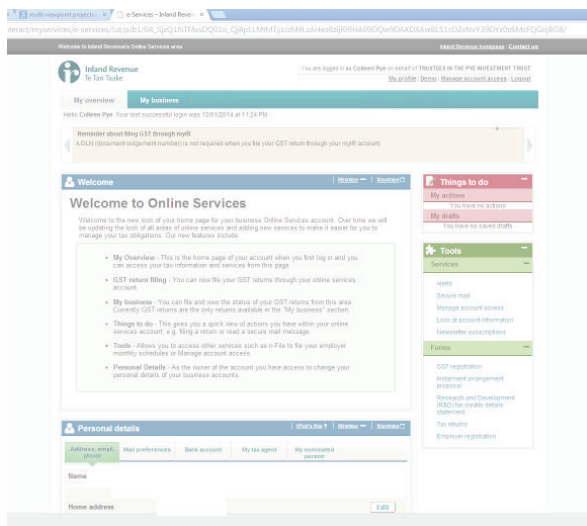 multi viewpoint projectic
e-Services – Inland Reven
Welcome to Inland Revenue's Online Services area
Inland Revenue homepage | Contact us
Inland Revenue
Te Tari Taake
You are logged in as Colleen Pye on behalf of TRUSTEES IN THE PYE INVESTMENT TRUST
My profile | Demo | Manage account access | Logout
My overview
My business
Hello Colleen Pye. Your last successful login was 12/01/2014 at 11:24 PM
Reminder about filing GST through myIR
A DLN (document lodgement number) is not required when you file your GST return through your myIR account.
Welcome
Minimise
Maximise
Welcome to Online Services
Welcome to the new look of your home page for your business Online Services account. Over time we will
be updating the look of all areas of online services and adding new services to make it easier for you to
manage your tax obligations. Our new features include:
• My Overview - This is the home page of your account when you first log in and you
can access your tax information and services from this page.
• GST return filing - You can now file your GST returns through your online services
account.
• My business - You can file and view the status of your GST returns from this area.
Currently GST returns are the only returns available in the "My business" section.
• Things to do - This gives you a quick view of actions you have within your online
services account, e.g. filing a return or read a secure mail message.
• Tools - Allows you to access other services such as ir-File to file your employer
monthly schedules or Manage account access.
• Personal Details - As the owner of the account you have access to change your
personal details of your business accounts.
Things to do
My actions
You have no actions
My drafts
You have no saved drafts
Tools
Services
Alerts
Secure mail
Manage account access
Look at account information
Newsletter subscriptions
Forms
GST registration
Instalment arrangement
proposal
Research and Development
(R&D) tax credits details
statement
Tax returns
Employer registration
Personal details
What's this ?
Minimise
Maximise
Address, email,
phone
Mail preferences
Bank account
My tax agent
My nominated
person
Name
Home address
Edit